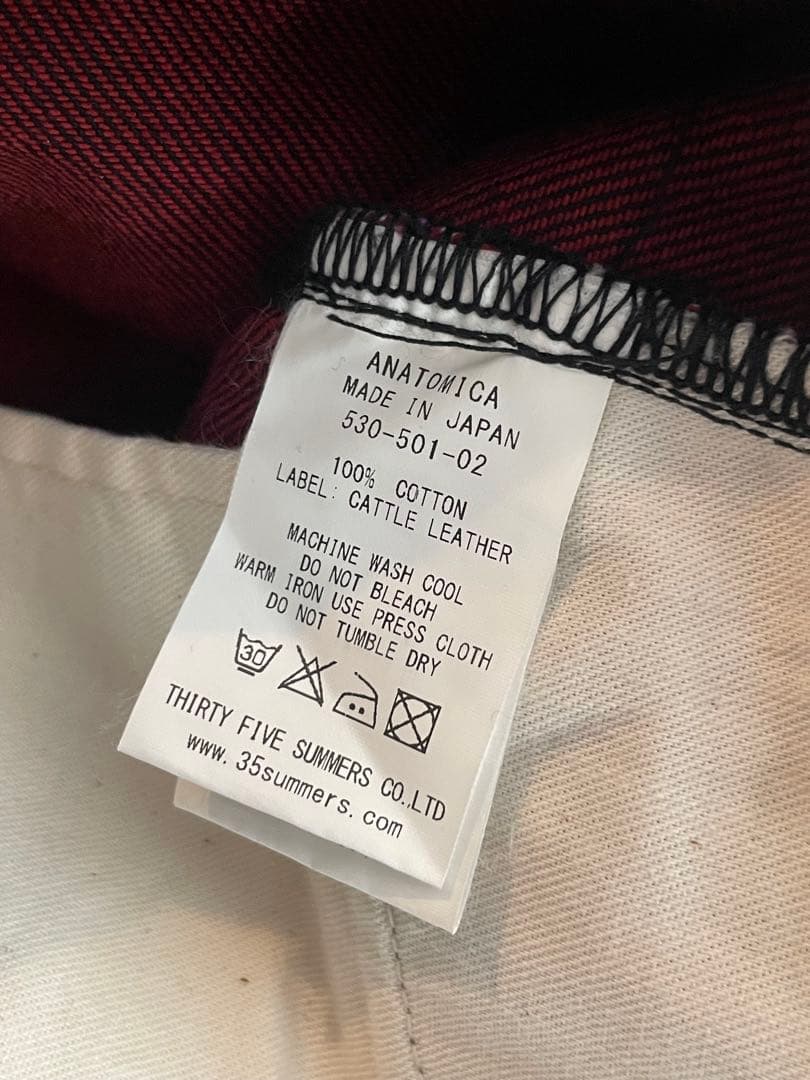 ANATOMICA
MADE IN JAPAN
530-501-02
100% COTTON
LABEL: CATTLE LEATHER
MACHINE WASH COOL
DO NOT BLEACH
WARM IRON USE PRESS CLOTH
DO NOT TUMBLE DRY
30
THIRTY FIVE SUMMERS CO.,LTD
www.35summers.com